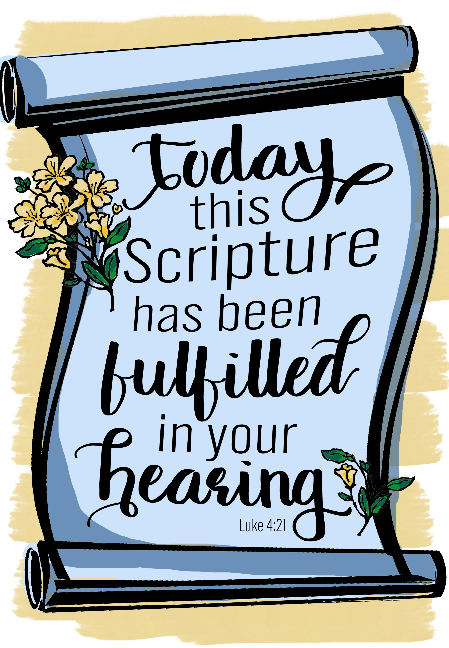 today
this
Scripture
has been
fulfilled
in your
hearing
Luke 4:21